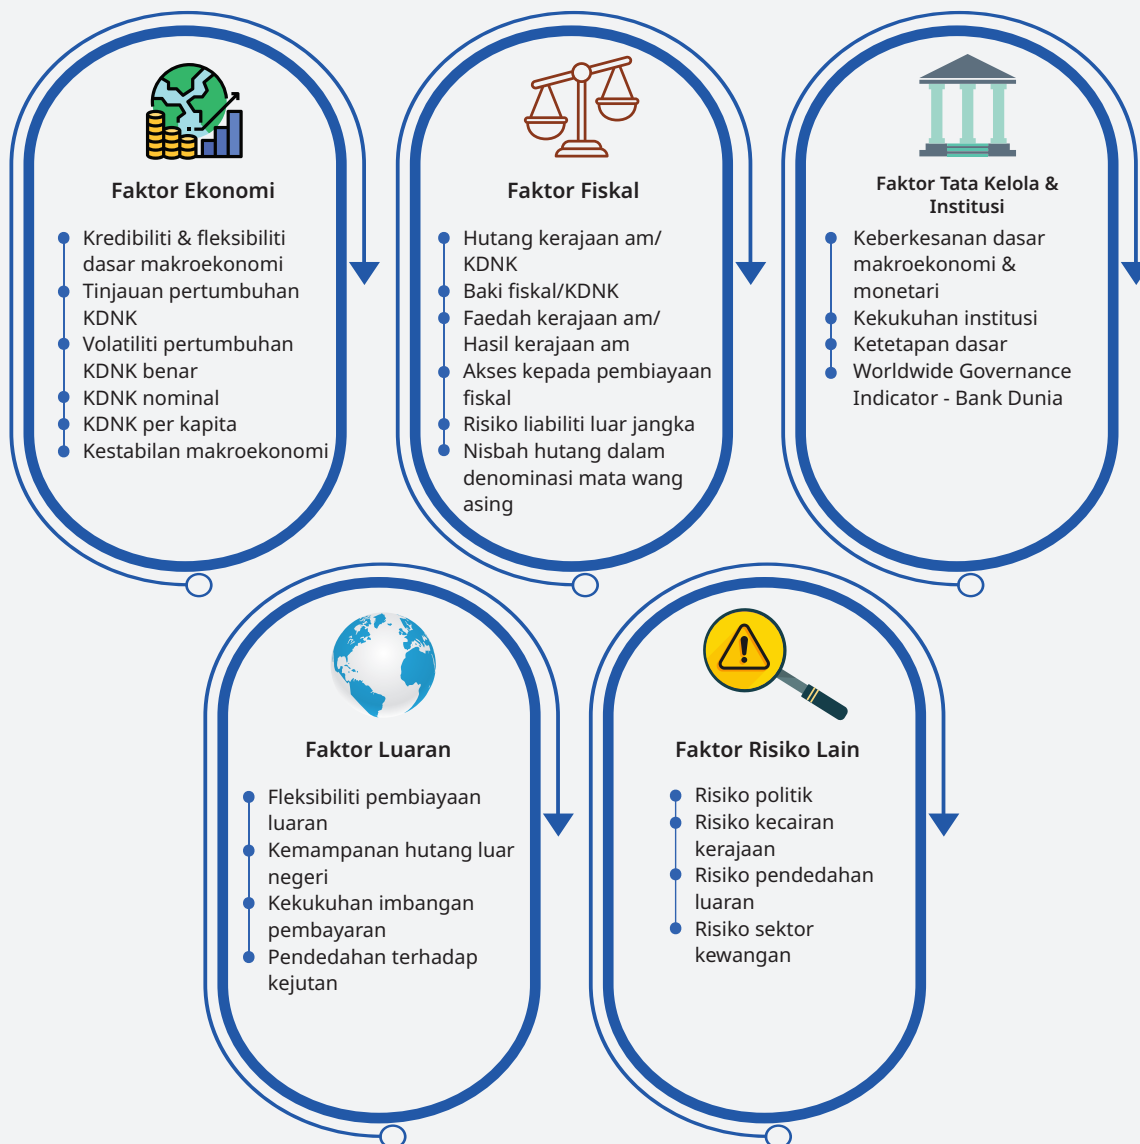 Faktor Ekonomi
Kredibiliti & fleksibiliti
dasar makroekonomi
Tinjauan pertumbuhan
KDNK
Volatiliti pertumbuhan
KDNK benar
KDNK nominal
KDNK per kapita
Kestabilan makroekonomi
Faktor Fiskal
Hutang kerajaan am/
KDNK
Baki fiskal/KDNK
Faedah kerajaan am/
Hasil kerajaan am
Akses kepada pembiayaan
fiskal
Risiko liabiliti luar jangka
Nisbah hutang dalam
denominasi mata wang
asing
Faktor Tata Kelola &
Institusi
Keberkesanan dasar
makroekonomi &
monetari
Kekukuhan institusi
Ketetapan dasar
Worldwide Governance
Indicator - Bank Dunia
Faktor Luaran
Fleksibiliti pembiayaan
luaran
Kemampanan hutang luar
negeri
Kekukuhan imbangan
pembayaran
Pendedahan terhadap
kejutan
Faktor Risiko Lain
Risiko politik
Risiko kecairan
kerajaan
Risiko pendedahan
luaran
Risiko sektor
kewangan